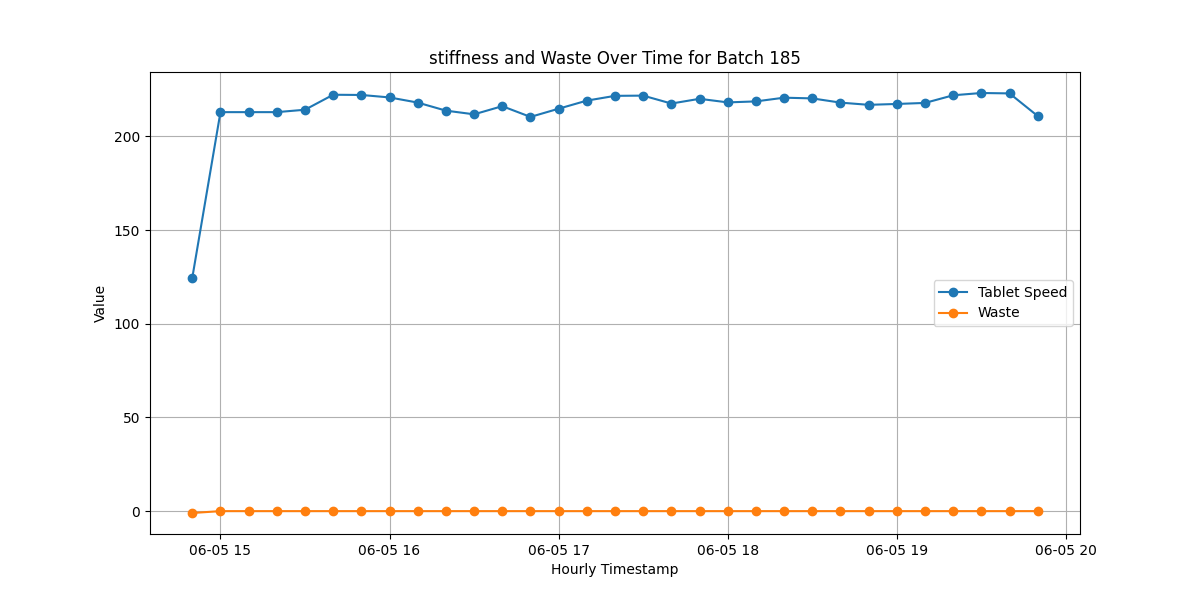 stiffness and Waste Over Time for Batch 185
Value
200
150
100
50
0
Tablet Speed
Waste
06-05 15
06-05 16
06-05 17
06-05 18
06-05 19
06-05 20
Hourly Timestamp